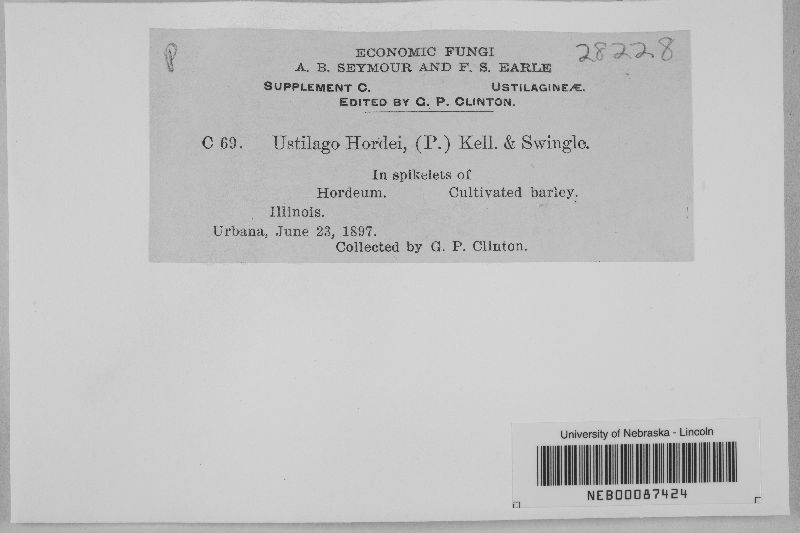 P 28228
ECONOMIC FUNGI
A. B. SEYMOUR AND F. S. EARLE
SUPPLEMENT C. USTILAGINEÆ.
EDITED BY G. P. CLINTON.
C 69. Ustilago Hordei, (P.) Kell. & Swingle.
In spikelets of
Hordeum. Cultivated barley.
Illinois.
Urbana, June 23, 1897.
Collected by G. P. Clinton.
University of Nebraska - Lincoln
NEB00087424